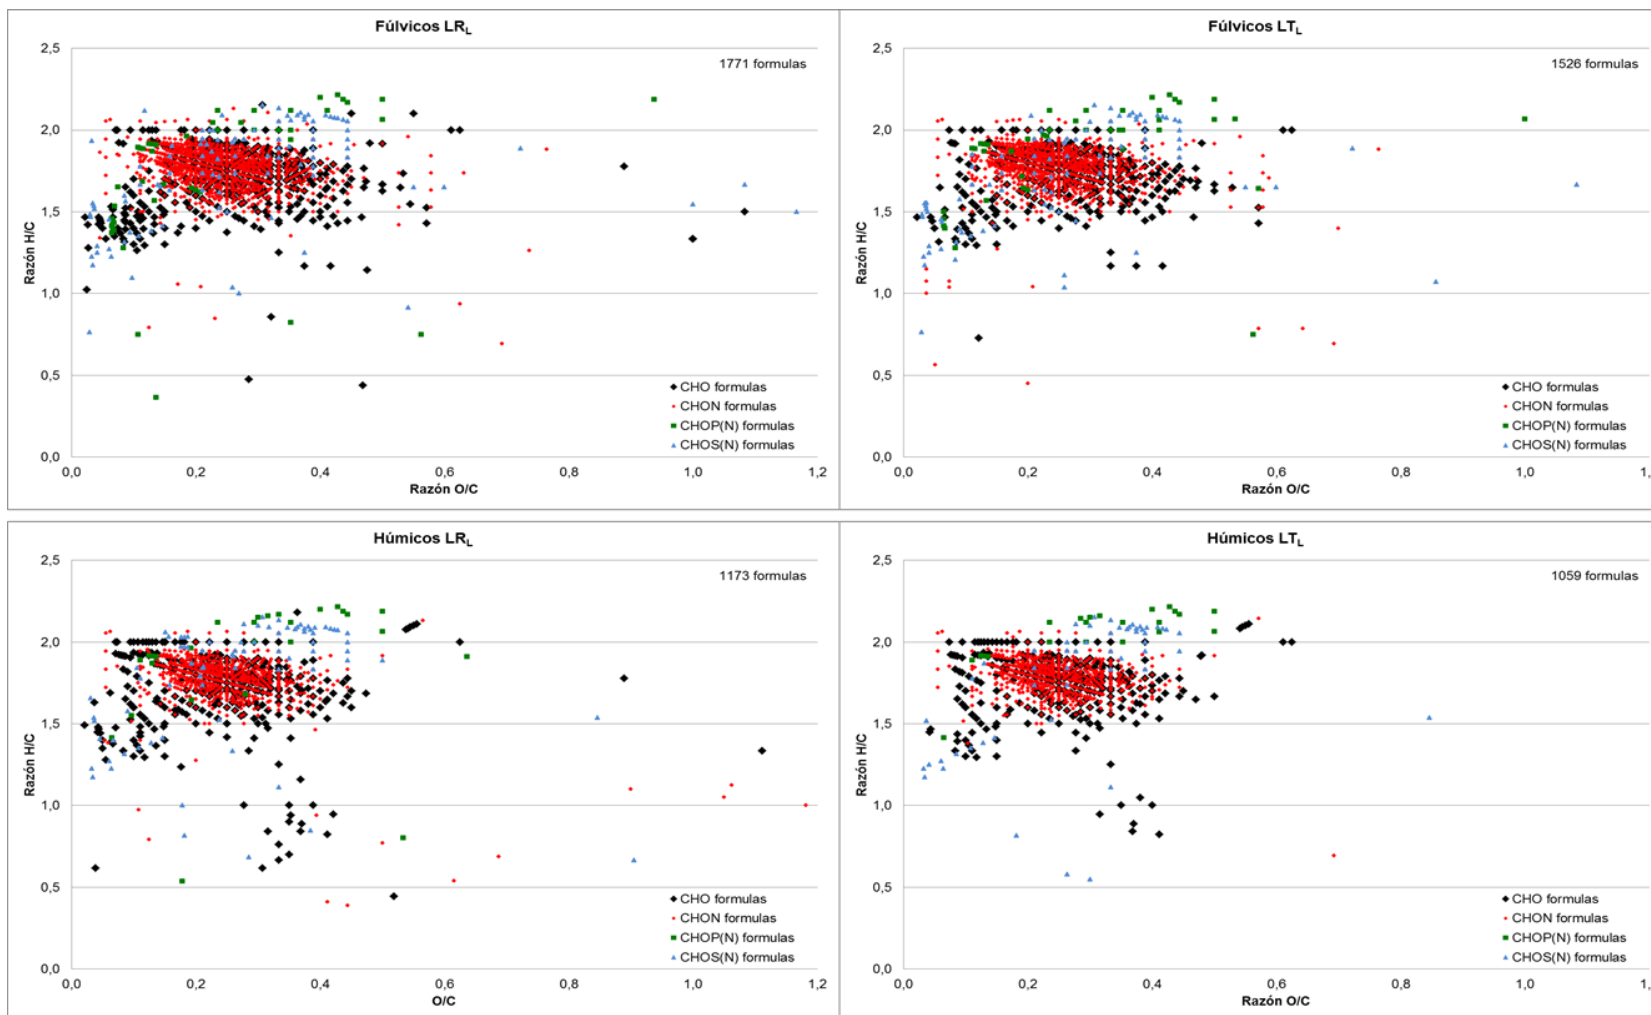 Fúlvicos LR_L
1771 formulas
Razón H/C
2,5
2,0
1,5
1,0
0,5
0,0
0,0 0,2 0,4 0,6 0,8 1,0 1,2
Razón O/C
CHO formulas
CHON formulas
CHOP(N) formulas
CHOS(N) formulas
Fúlvicos LT_L
1526 formulas
Razón H/C
2,5
2,0
1,5
1,0
0,5
0,0
0,0 0,2 0,4 0,6 0,8 1,0 1,
Razón O/C
CHO formulas
CHON formulas
CHOP(N) formulas
CHOS(N) formulas
Húmicos LR_L
1173 formulas
Razón H/C
2,5
2,0
1,5
1,0
0,5
0,0
0,0 0,2 0,4 0,6 0,8 1,0 1,2
O/C
CHO formulas
CHON formulas
CHOP(N) formulas
CHOS(N) formulas
Húmicos LT_L
1059 formulas
Razón H/C
2,5
2,0
1,5
1,0
0,5
0,0
0,0 0,2 0,4 0,6 0,8 1,0 1,2
Razón O/C
CHO formulas
CHON formulas
CHOP(N) formulas
CHOS(N) formulas